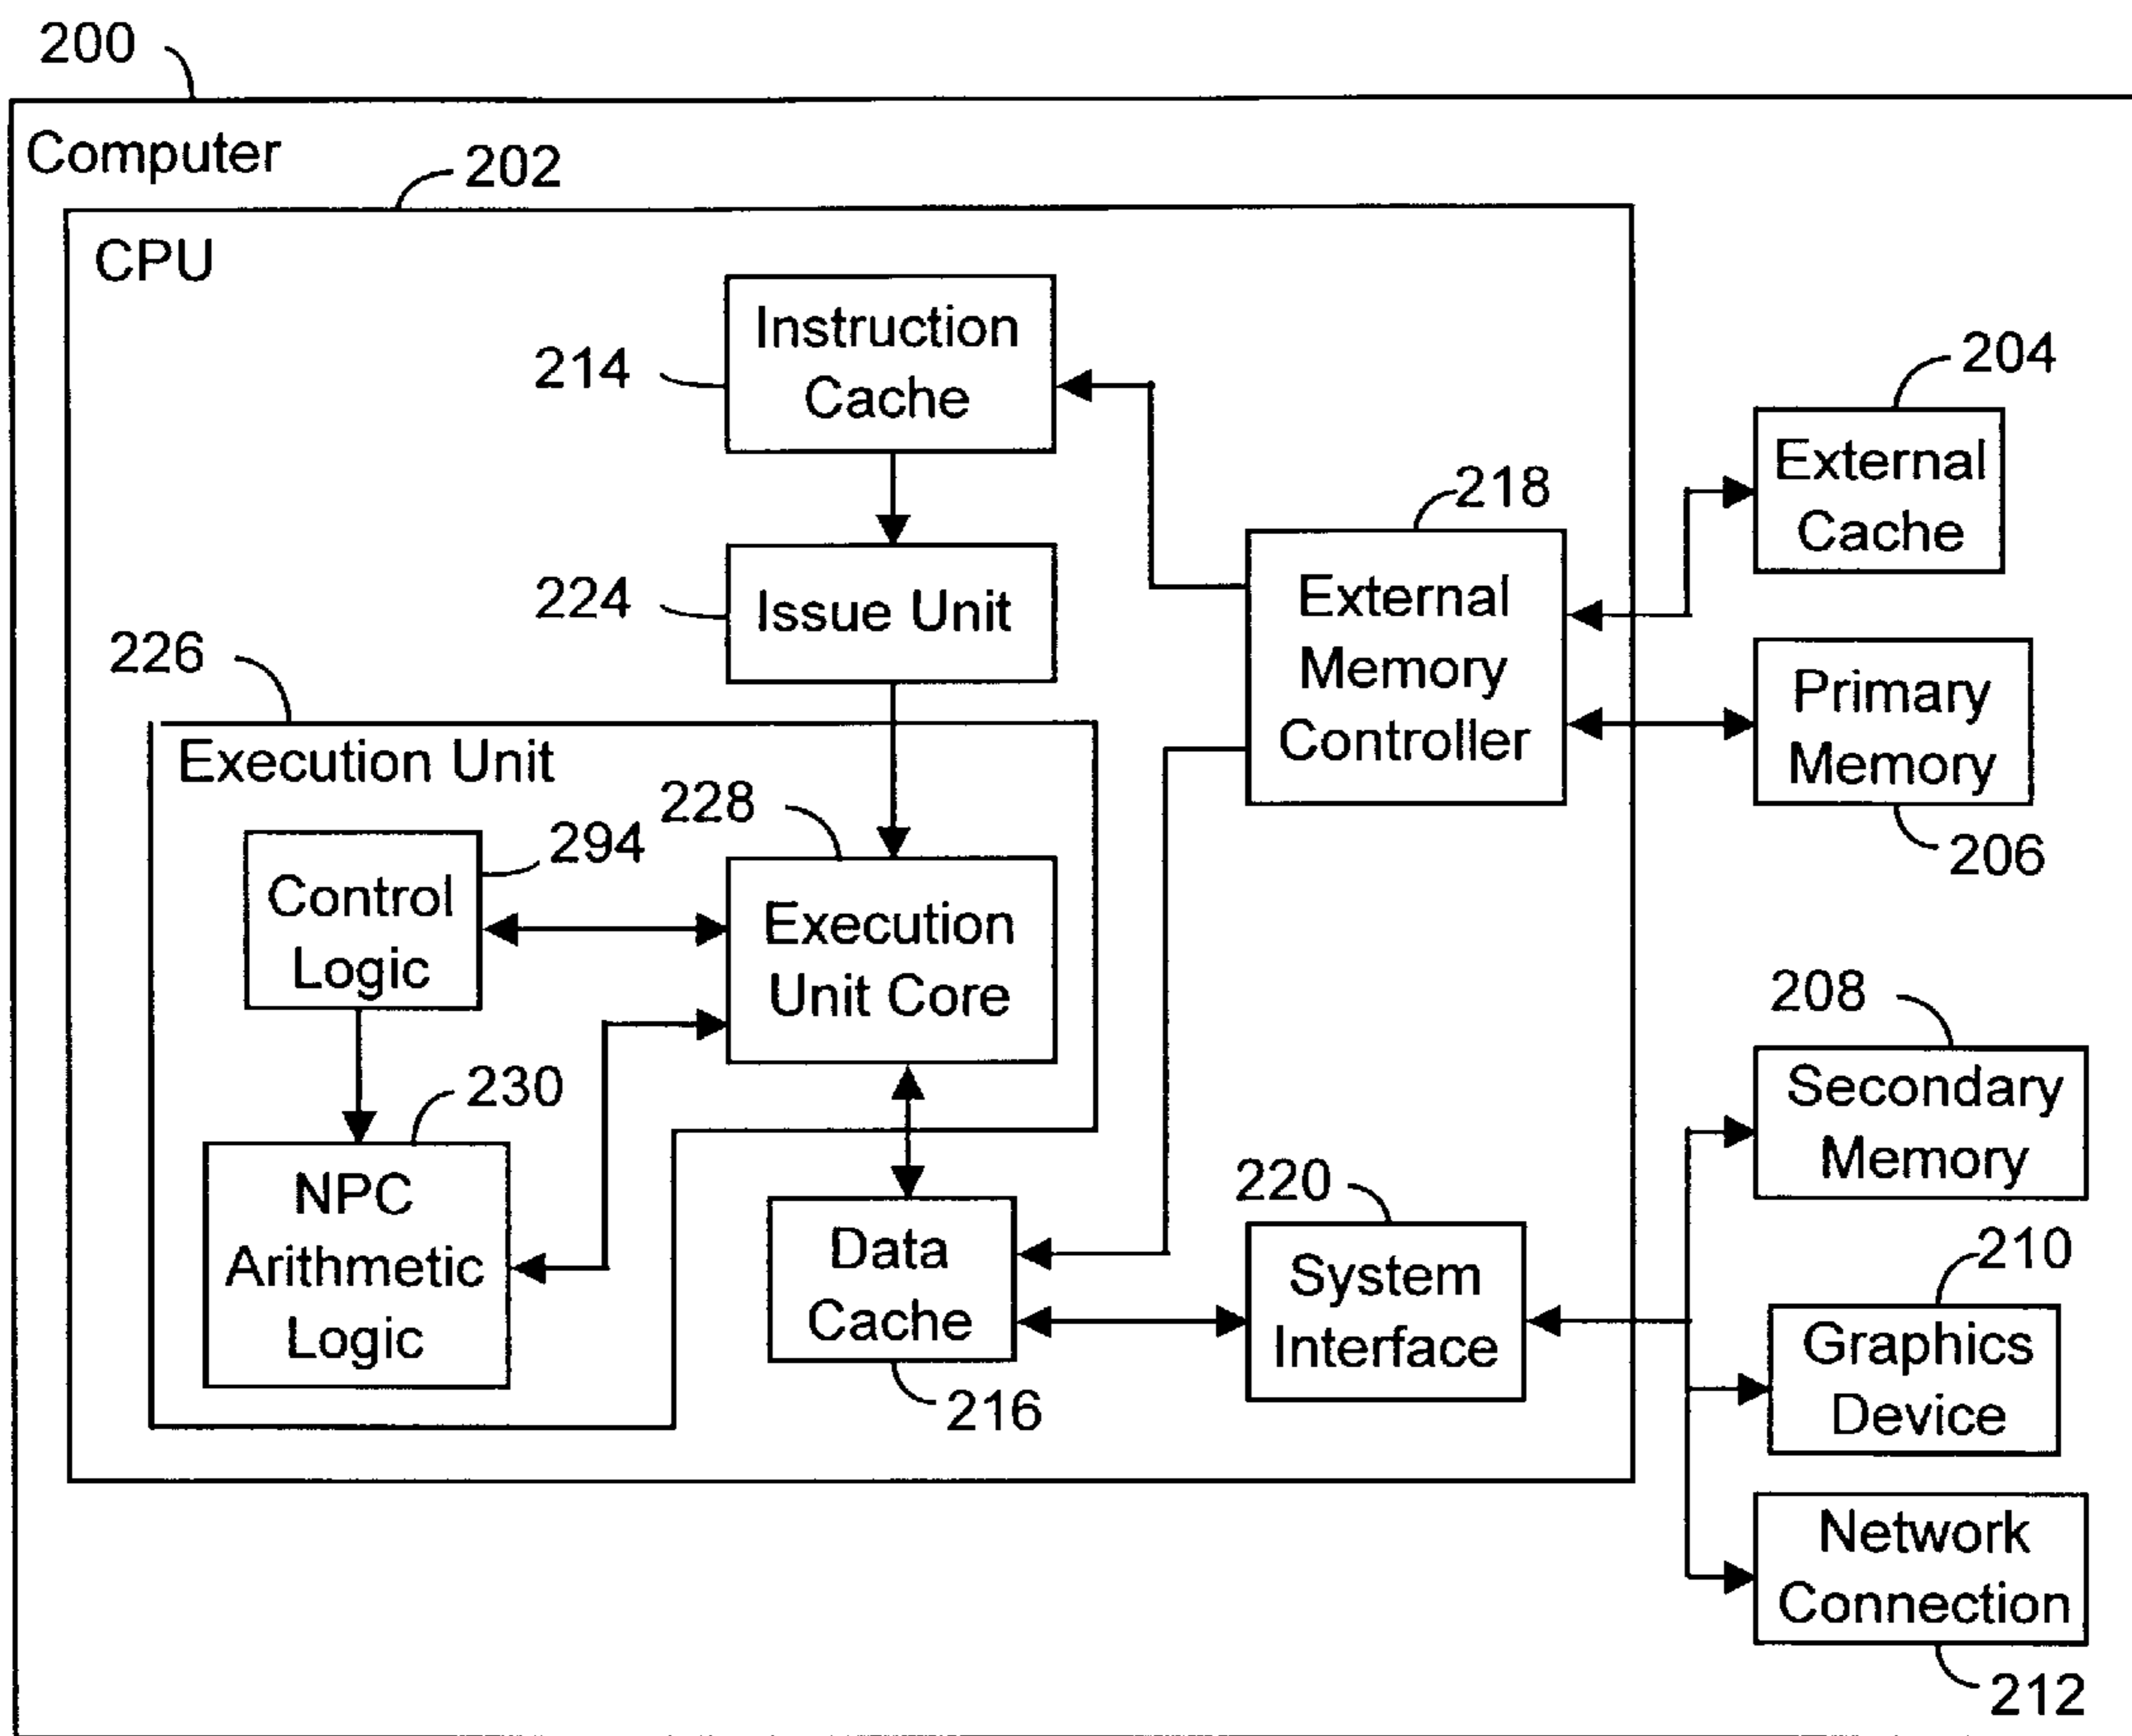 200
Computer
202
CPU
Instruction
Cache
214
204
External
Cache
218
External
Memory
Controller
224
Issue Unit
226
Primary
Memory
206
Execution Unit
228
294
Control
Logic
Execution
Unit Core
208
Secondary
Memory
230
NPC
Arithmetic
Logic
220
Data
Cache
216
System
Interface
210
Graphics
Device
Network
Connection
212